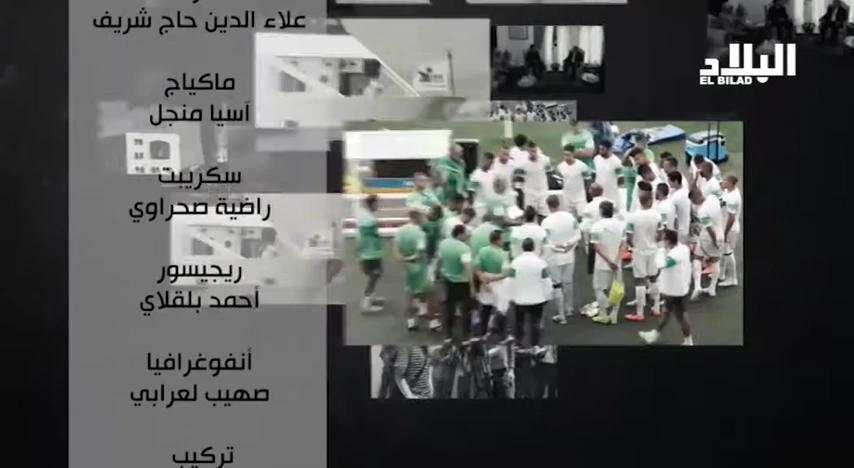 علاء الدين حاج شريف
ماكياج
آسيا منجل
سكريبت
راضية صحراوي
ريجيسور
أحمد بلقلاي
أنفوغرافيا
صهيب لعرابي
تركيب
البلاد
EL BILAD